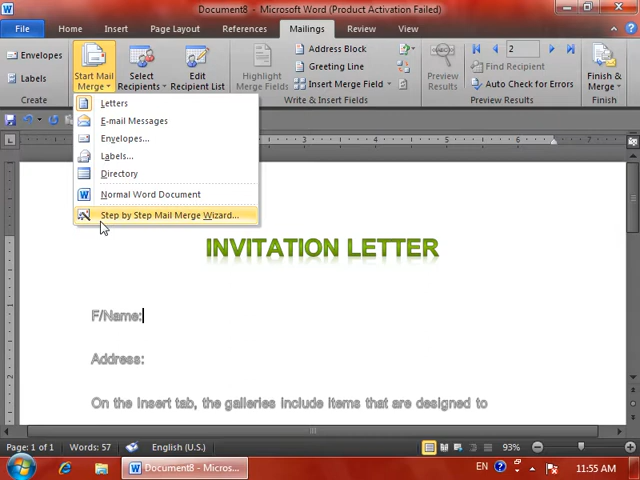 Document8 - Microsoft Word (Product Activation Failed)
File Home Insert Page Layout References Mailings Review View
Envelopes
Labels
Create
Start Mail Merge
Select Recipients
Edit Recipient List
Highlight Merge Fields
Address Block
Greeting Line
Insert Merge Field
Write & Insert Fields
Preview Results
2
Find Recipient
Auto Check for Errors
Preview Results
Finish & Merge
Finish
Letters
E-mail Messages
Envelopes...
Labels...
Directory
Normal Word Document
Step by Step Mail Merge Wizard...
INVITATION LETTER
F/Name:
Address:
On the Insert tab, the galleries include items that are designed to
Page: 1 of 1 Words: 57 English (U.S.) 93%
Document8 - Micros... EN 11:55 AM